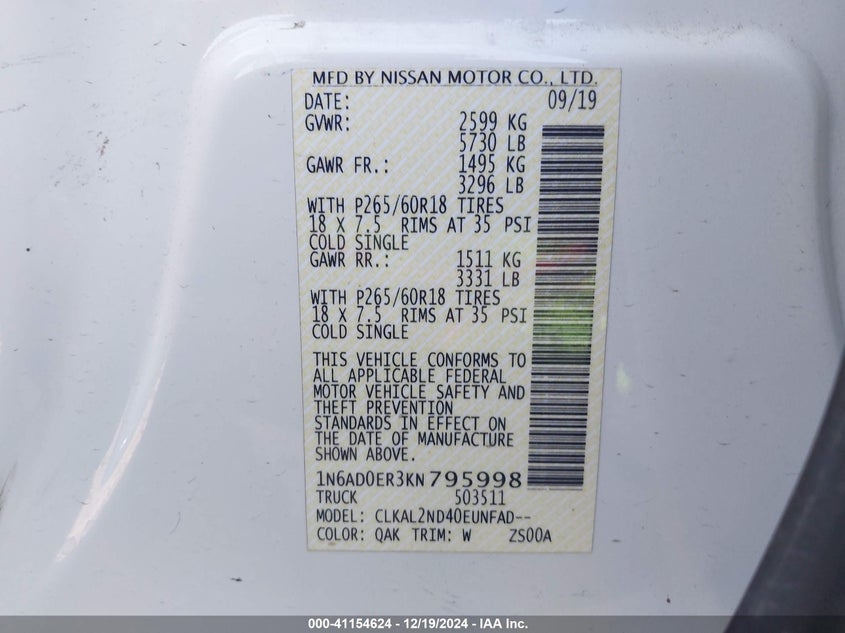 MFD BY NISSAN MOTOR CO., LTD.
DATE: 09/19
GVWR: 2599 KG
5730 LB
GAWR FR.: 1495 KG
3296 LB
WITH P265/60R18 TIRES
18 X 7.5 RIMS AT 35 PSI
COLD SINGLE
GAWR RR.: 1511 KG
3331 LB
WITH P265/60R18 TIRES
18 X 7.5 RIMS AT 35 PSI
COLD SINGLE
THIS VEHICLE CONFORMS TO
ALL APPLICABLE FEDERAL
MOTOR VEHICLE SAFETY AND
THEFT PREVENTION
STANDARDS IN EFFECT ON
THE DATE OF MANUFACTURE
SHOWN ABOVE.
1N6AD0ER3KN795998
TRUCK 503511
MODEL: CLKAL2ND40EUNFAD--
COLOR: QAK TRIM: W ZS00A
000-41154624 - 12/19/2024 - IAA Inc.